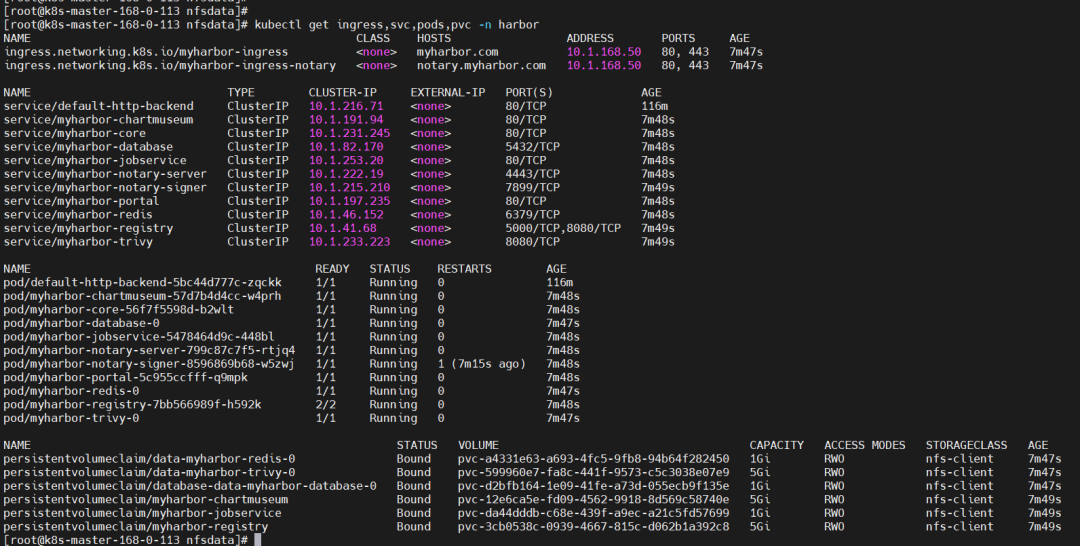 [root@k8s-master-168-0-113 nfsdata]#
[root@k8s-master-168-0-113 nfsdata]# kubectl get ingress,svc,pods,pvc -n harbor
NAME CLASS HOSTS ADDRESS PORTS AGE
ingress.networking.k8s.io/myharbor-ingress <none> myharbor.com 10.1.168.50 80, 443 7m47s
ingress.networking.k8s.io/myharbor-ingress-notary <none> notary.myharbor.com 10.1.168.50 80, 443 7m47s
NAME TYPE CLUSTER-IP EXTERNAL-IP PORT(S) AGE
service/default-http-backend ClusterIP 10.1.216.71 <none> 80/TCP 116m
service/myharbor-chartmuseum ClusterIP 10.1.191.94 <none> 80/TCP 7m48s
service/myharbor-core ClusterIP 10.1.231.245 <none> 80/TCP 7m48s
service/myharbor-database ClusterIP 10.1.82.170 <none> 5432/TCP 7m48s
service/myharbor-jobservice ClusterIP 10.1.253.20 <none> 80/TCP 7m48s
service/myharbor-notary-server ClusterIP 10.1.222.19 <none> 4443/TCP 7m48s
service/myharbor-notary-signer ClusterIP 10.1.215.210 <none> 7899/TCP 7m49s
service/myharbor-portal ClusterIP 10.1.197.235 <none> 80/TCP 7m48s
service/myharbor-redis ClusterIP 10.1.46.152 <none> 6379/TCP 7m48s
service/myharbor-registry ClusterIP 10.1.41.68 <none> 5000/TCP,8080/TCP 7m49s
service/myharbor-trivy ClusterIP 10.1.233.223 <none> 8080/TCP 7m49s
NAME READY STATUS RESTARTS AGE
pod/default-http-backend-5bc44d777c-zqckk 1/1 Running 0 116m
pod/myharbor-chartmuseum-57d7b4d4cc-w4prh 1/1 Running 0 7m48s
pod/myharbor-core-56f7f5598d-b2wlt 1/1 Running 0 7m48s
pod/myharbor-database-0 1/1 Running 0 7m47s
pod/myharbor-jobservice-5478464d9c-448bl 1/1 Running 0 7m48s
pod/myharbor-notary-server-799c87c7f5-rtjq4 1/1 Running 0 7m48s
pod/myharbor-notary-signer-8596869b68-w5zwj 1/1 Running 1 (7m15s ago) 7m48s
pod/myharbor-portal-5c955ccfff-q9mpk 1/1 Running 0 7m48s
pod/myharbor-redis-0 1/1 Running 0 7m47s
pod/myharbor-registry-7bb566989f-h592k 2/2 Running 0 7m48s
pod/myharbor-trivy-0 1/1 Running 0 7m47s
NAME STATUS VOLUME CAPACITY ACCESS MODES STORAGECLASS AGE
persistentvolumeclaim/data-myharbor-redis-0 Bound pvc-a4331e63-a693-4fc5-9fb8-94b64f282450 1Gi RWO nfs-client 7m47s
persistentvolumeclaim/data-myharbor-trivy-0 Bound pvc-599960e7-fa8c-441f-9573-c5c3038e07e9 5Gi RWO nfs-client 7m47s
persistentvolumeclaim/database-data-myharbor-database-0 Bound pvc-d2bfb164-1e09-41fe-a73d-055ecb9f135e 1Gi RWO nfs-client 7m47s
persistentvolumeclaim/myharbor-chartmuseum Bound pvc-12e6ca5e-fd09-4562-9918-8d569c58740e 5Gi RWO nfs-client 7m49s
persistentvolumeclaim/myharbor-jobservice Bound pvc-da44dddb-c68e-439f-a9ec-a21c5fd57699 1Gi RWO nfs-client 7m49s
persistentvolumeclaim/myharbor-registry Bound pvc-3cb0538c-0939-4667-815c-d062b1a392c8 5Gi RWO nfs-client 7m49s
[root@k8s-master-168-0-113 nfsdata]#